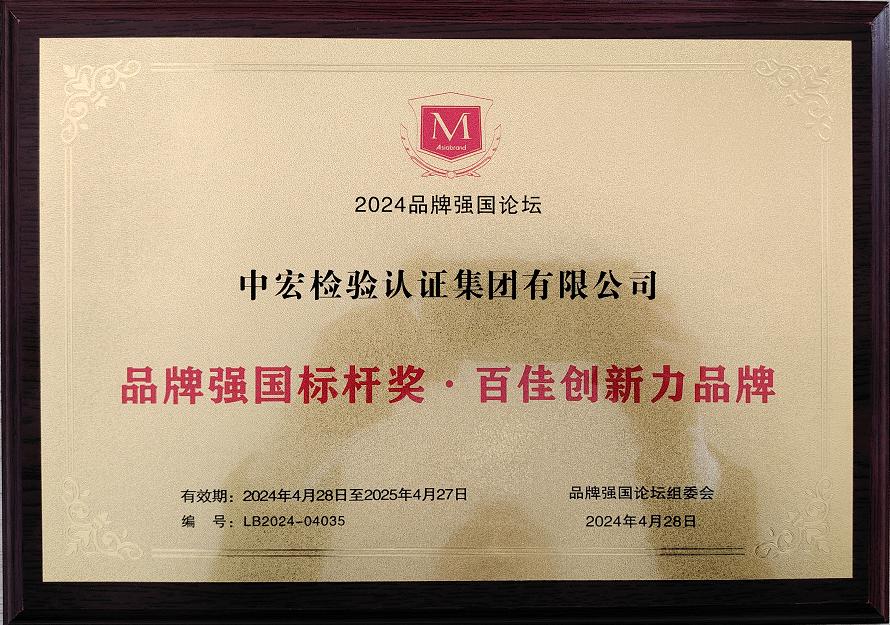 M
Asiabrand
2024品牌强国论坛
中宏检验认证集团有限公司
品牌强国标杆奖·百佳创新力品牌
有效期：2024年4月28日至2025年4月27日
编 号：LB2024-04035
品牌强国论坛组委会
2024年4月28日